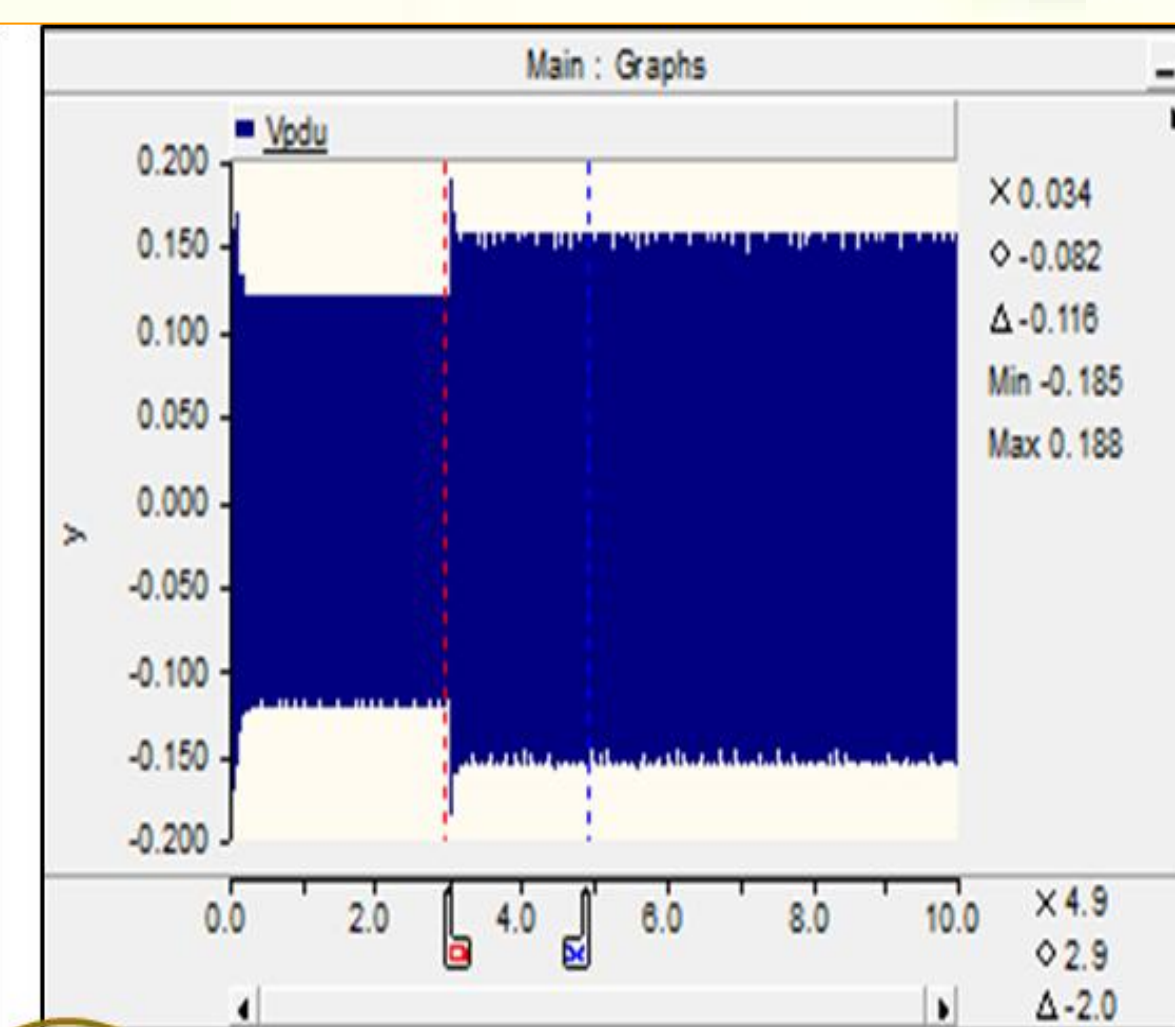 Main : Graphs
Vpdu
0.200
0.150
0.100
0.050
0.000
-0.050
-0.100
-0.150
-0.200
y
× 0.034
◇ -0.082
Δ -0.116
Min -0.185
Max 0.188
0.0 2.0 4.0 6.0 8.0 10.0
× 4.9
◇ 2.9
Δ -2.0